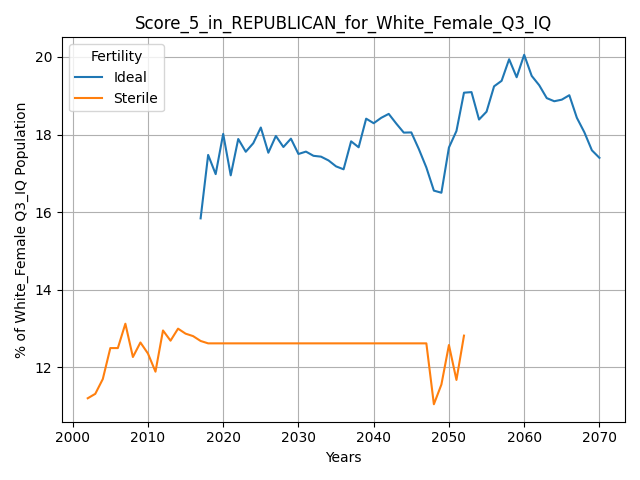 Score_5_in_REPUBLICAN_for_White_Female_Q3_IQ
Fertility
Ideal
Sterile
% of White_Female Q3_IQ Population
20
18
16
14
12
2000 2010 2020 2030 2040 2050 2060 2070
Years